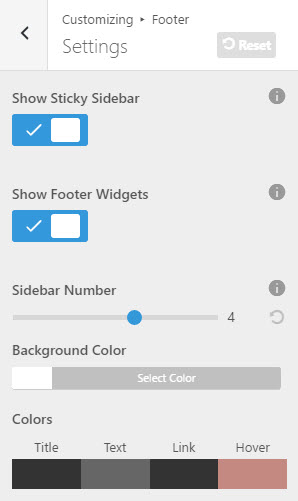 Customizing ▸ Footer
Settings
Reset
Show Sticky Sidebar
Show Footer Widgets
Sidebar Number
4
Background Color
Select Color
Colors
Title Text Link Hover